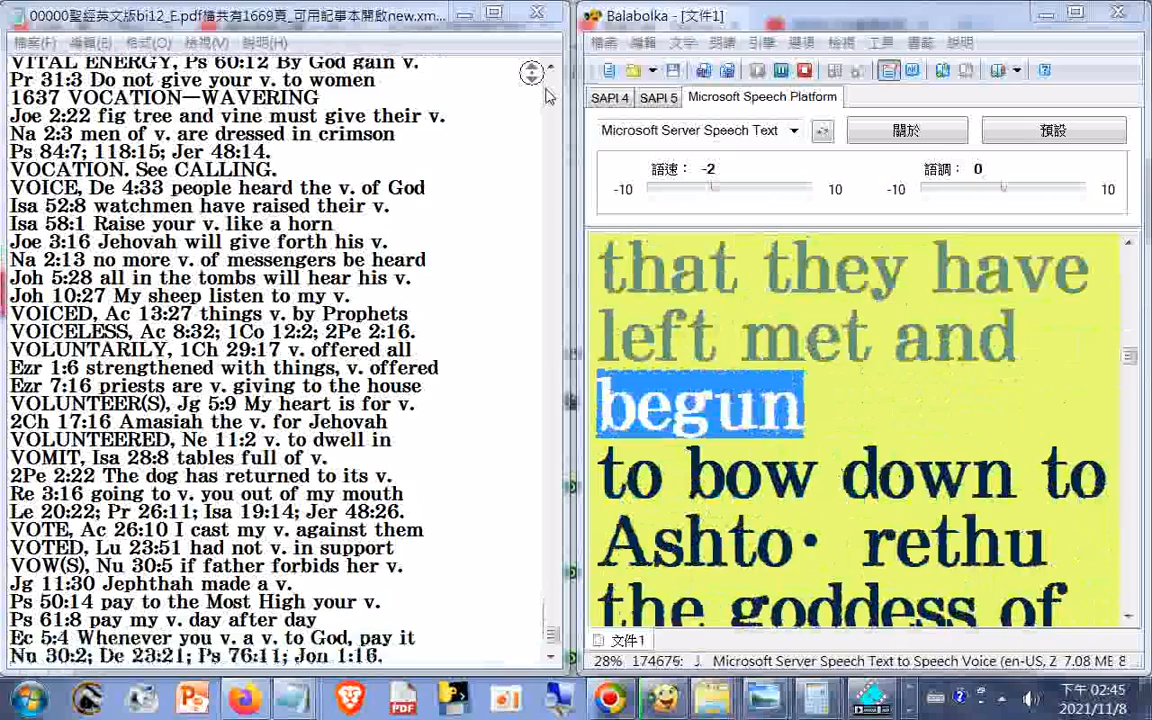 00000聖經英文版bi12_E.pdf檔共有1669頁_可用記事本開啟new.xm...
檔案(F) 編輯(E) 格式(O) 檢視(V) 說明(H)
VITAL ENERGY, Ps 60:12 By God gain v.
Pr 31:3 Do not give your v. to women
1637 VOCATION—WAVERING
Joe 2:22 fig tree and vine must give their v.
Na 2:3 men of v. are dressed in crimson
Ps 84:7; 118:15; Jer 48:14.
VOCATION. See CALLING.
VOICE, De 4:33 people heard the v. of God
Isa 52:8 watchmen have raised their v.
Isa 58:1 Raise your v. like a horn
Joe 3:16 Jehovah will give forth his v.
Na 2:13 no more v. of messengers be heard
Joh 5:28 all in the tombs will hear his v.
Joh 10:27 My sheep listen to my v.
VOICED, Ac 13:27 things v. by Prophets
VOICELESS, Ac 8:32; 1Co 12:2; 2Pe 2:16.
VOLUNTARILY, 1Ch 29:17 v. offered all
Ezr 1:6 strengthened with things, v. offered
Ezr 7:16 priests are v. giving to the house
VOLUNTEER(S), Jg 5:9 My heart is for v.
2Ch 17:16 Amasiah the v. for Jehovah
VOLUNTEERED, Ne 11:2 v. to dwell in
VOMIT, Isa 28:8 tables full of v.
2Pe 2:22 The dog has returned to its v.
Re 3:16 going to v. you out of my mouth
Le 20:22; Pr 26:11; Isa 19:14; Jer 48:26.
VOTE, Ac 26:10 I cast my v. against them
VOTED, Lu 23:51 had not v. in support
VOW(S), Nu 30:5 if father forbids her v.
Jg 11:30 Jephthah made a v.
Ps 50:14 pay to the Most High your v.
Ps 61:8 pay my v. day after day
Ec 5:4 Whenever you v. a v. to God, pay it
Nu 30:2; De 23:21; Ps 76:11; Jon 1:16.
Balabolka - [文件1]
檔案 編輯 文字 朗讀 引擎 選項 檢視 工具 書籤 說明
SAPI 4 SAPI 5 Microsoft Speech Platform
Microsoft Server Speech Text 關於 預設
語速: -2 語調: 0
-10 10 -10 10
that they have
left met and
begun
to bow down to
Ashto· rethu
the goddess of
文件1
28% 174675: Microsoft Server Speech Text to Speech Voice (en-US, Z 7.08 MB 8
PDF
下午 02:45
2021/11/8